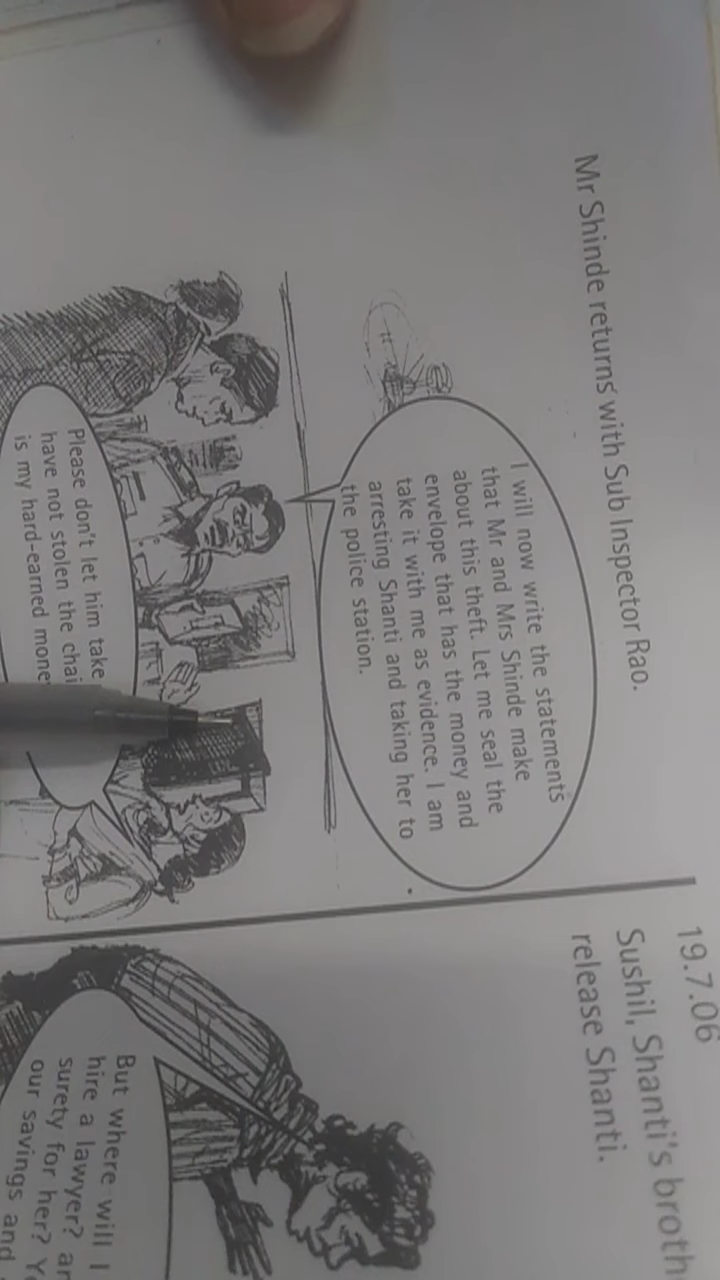 Mr Shinde returns with Sub Inspector Rao.
I will now write the statements
that Mr and Mrs Shinde make
about this theft. Let me seal the
envelope that has the money and
take it with me as evidence. I am
arresting Shanti and taking her to
the police station.
Please don't let him take
have not stolen the chai
is my hard-earned mone
19.7.06
Sushil, Shanti's broth
release Shanti.
But where will I
hire a lawyer? ar
surety for her? Y
our savings and